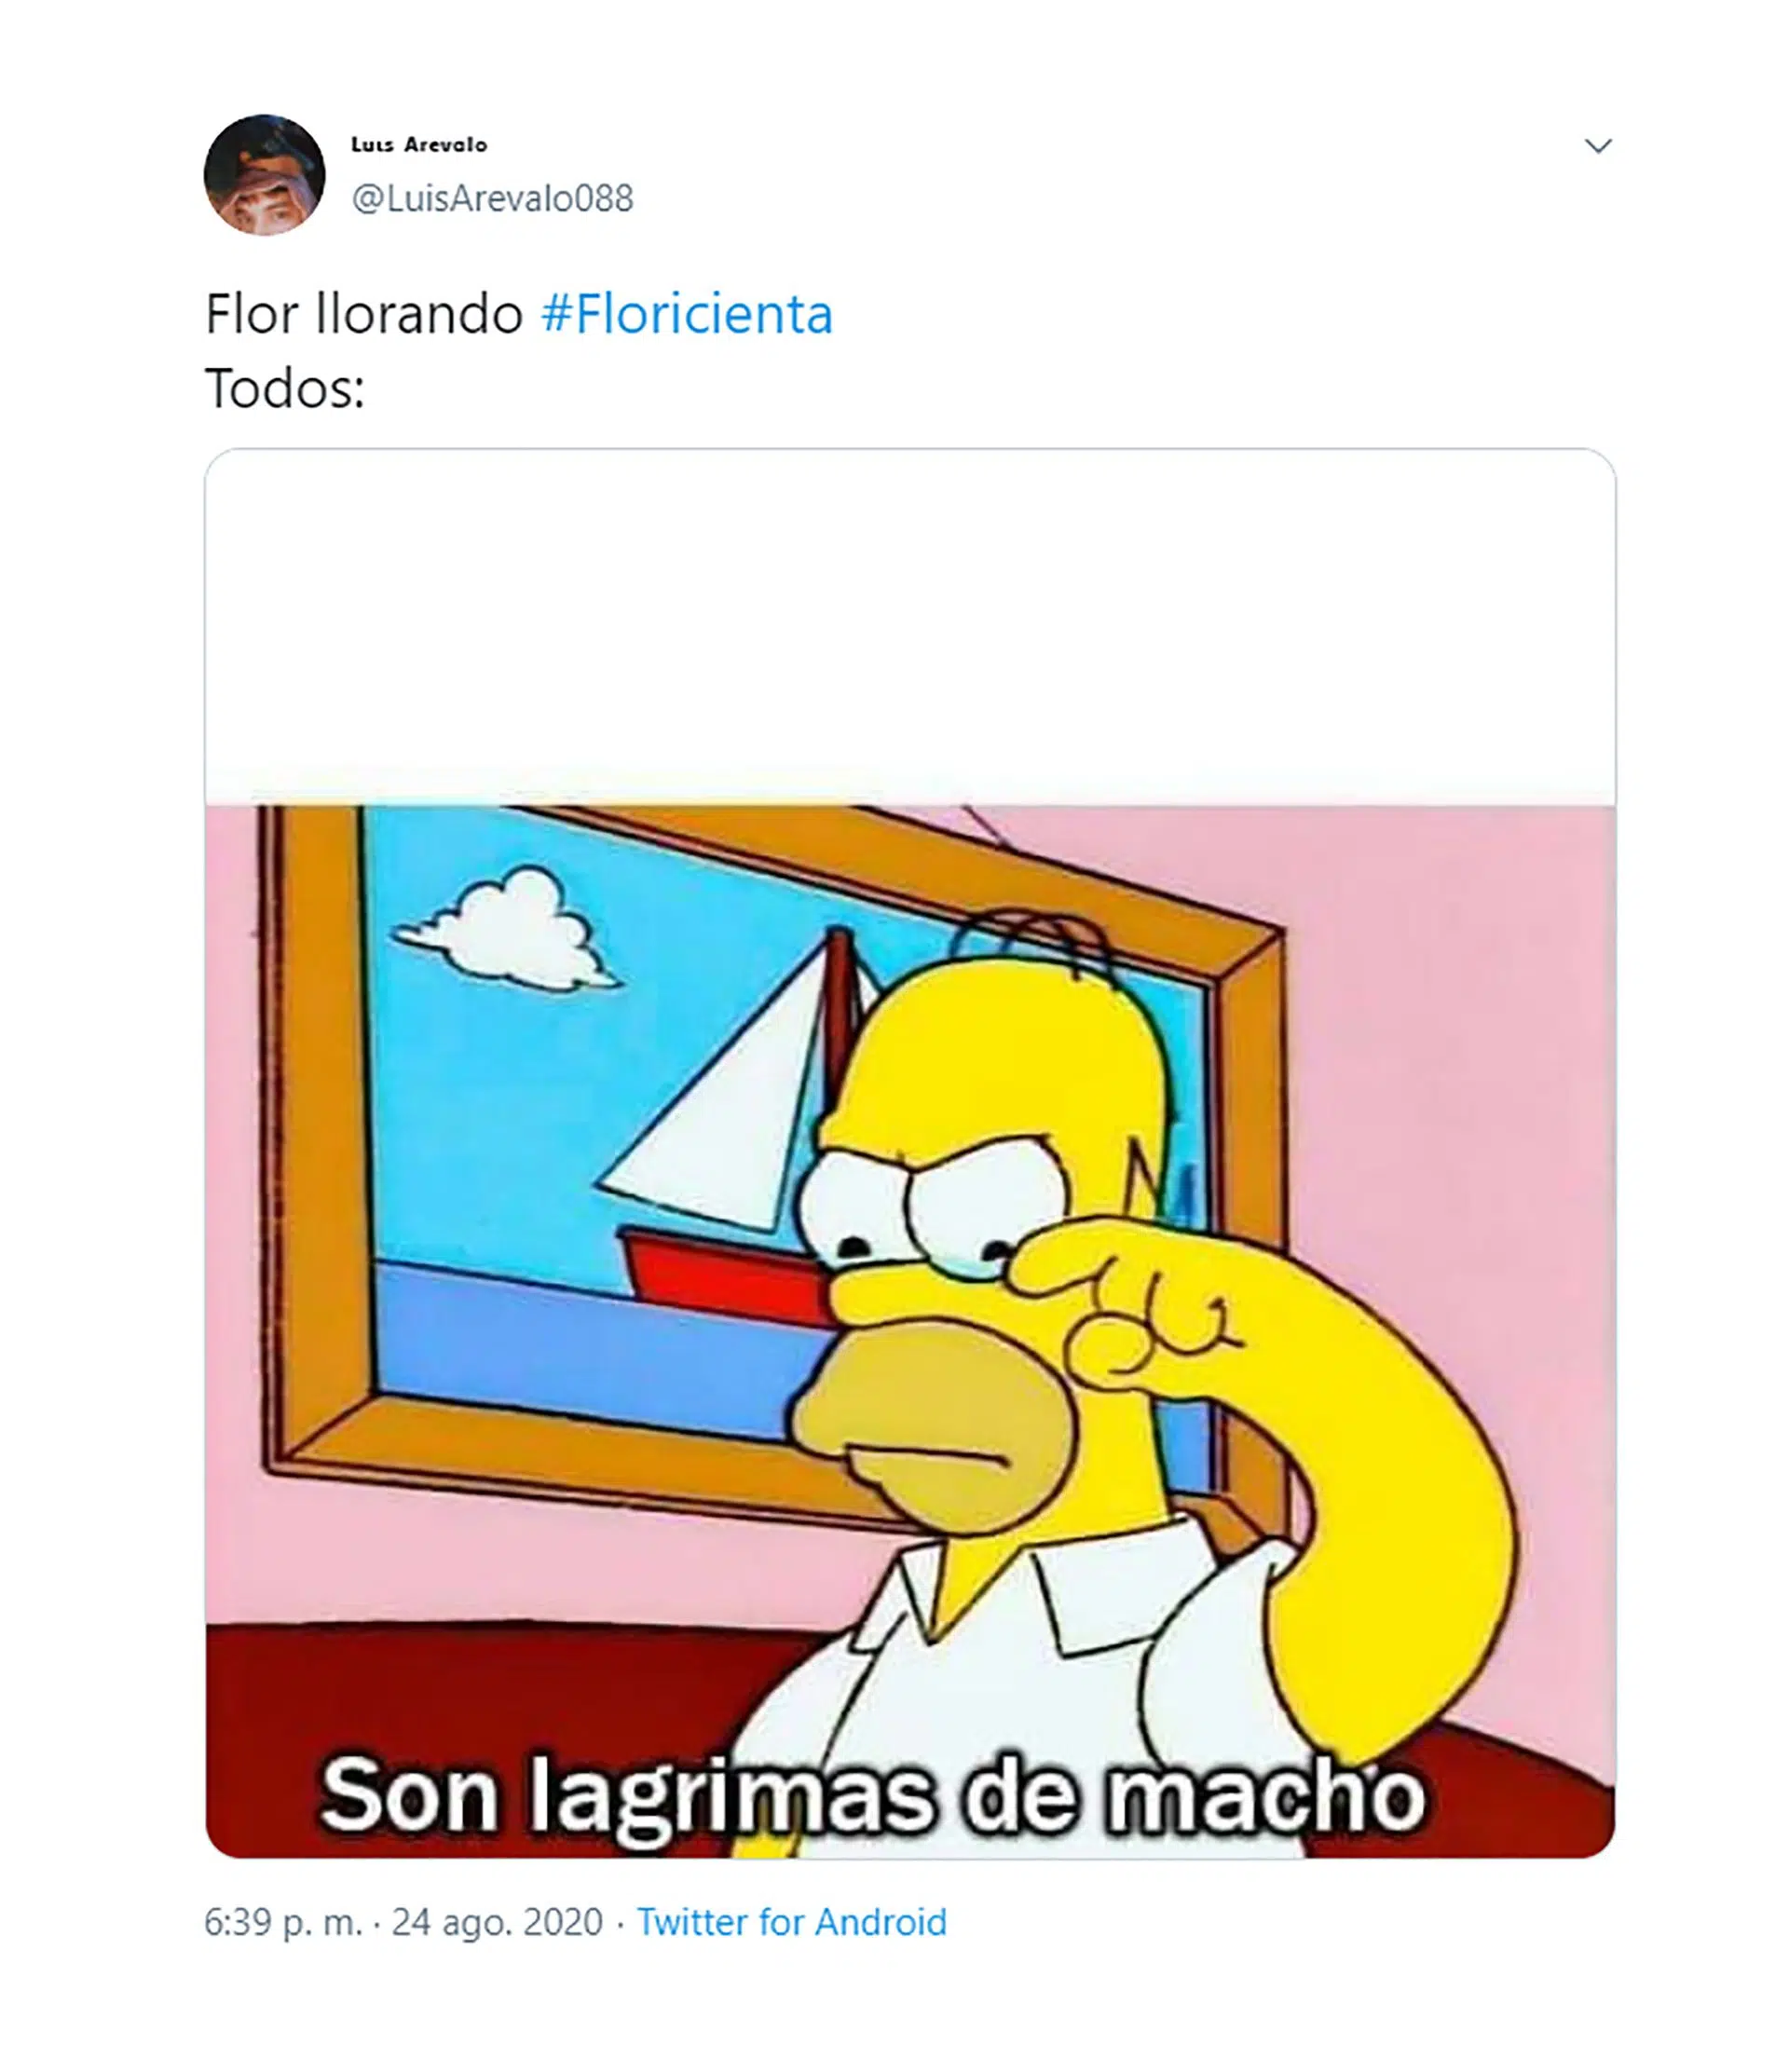 Luis Arevalo
@LuisArevalo088
Flor llorando #Floricienta
Todos:
Son lagrimas de macho
6:39 p. m. · 24 ago. 2020 · Twitter for Android